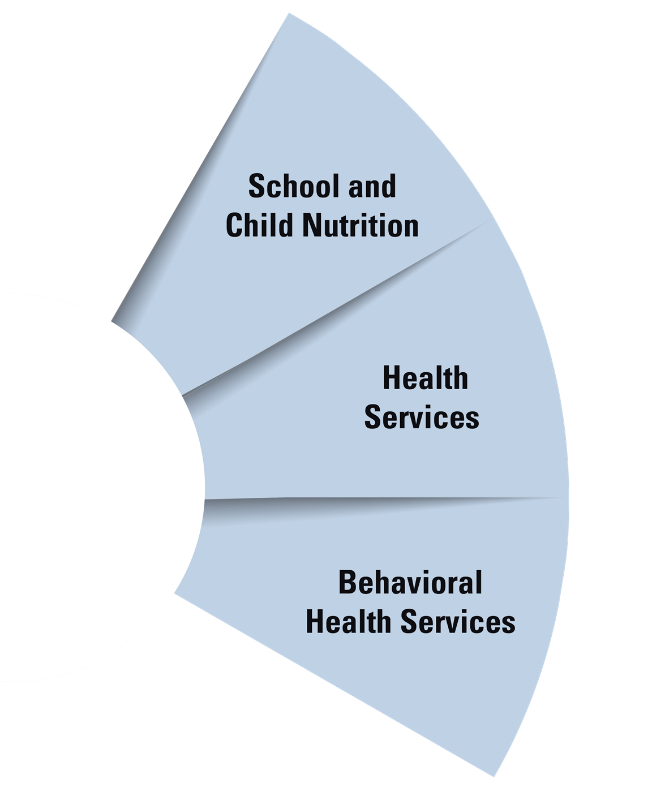 School and
Child Nutrition
Health
Services
Behavioral
Health Services